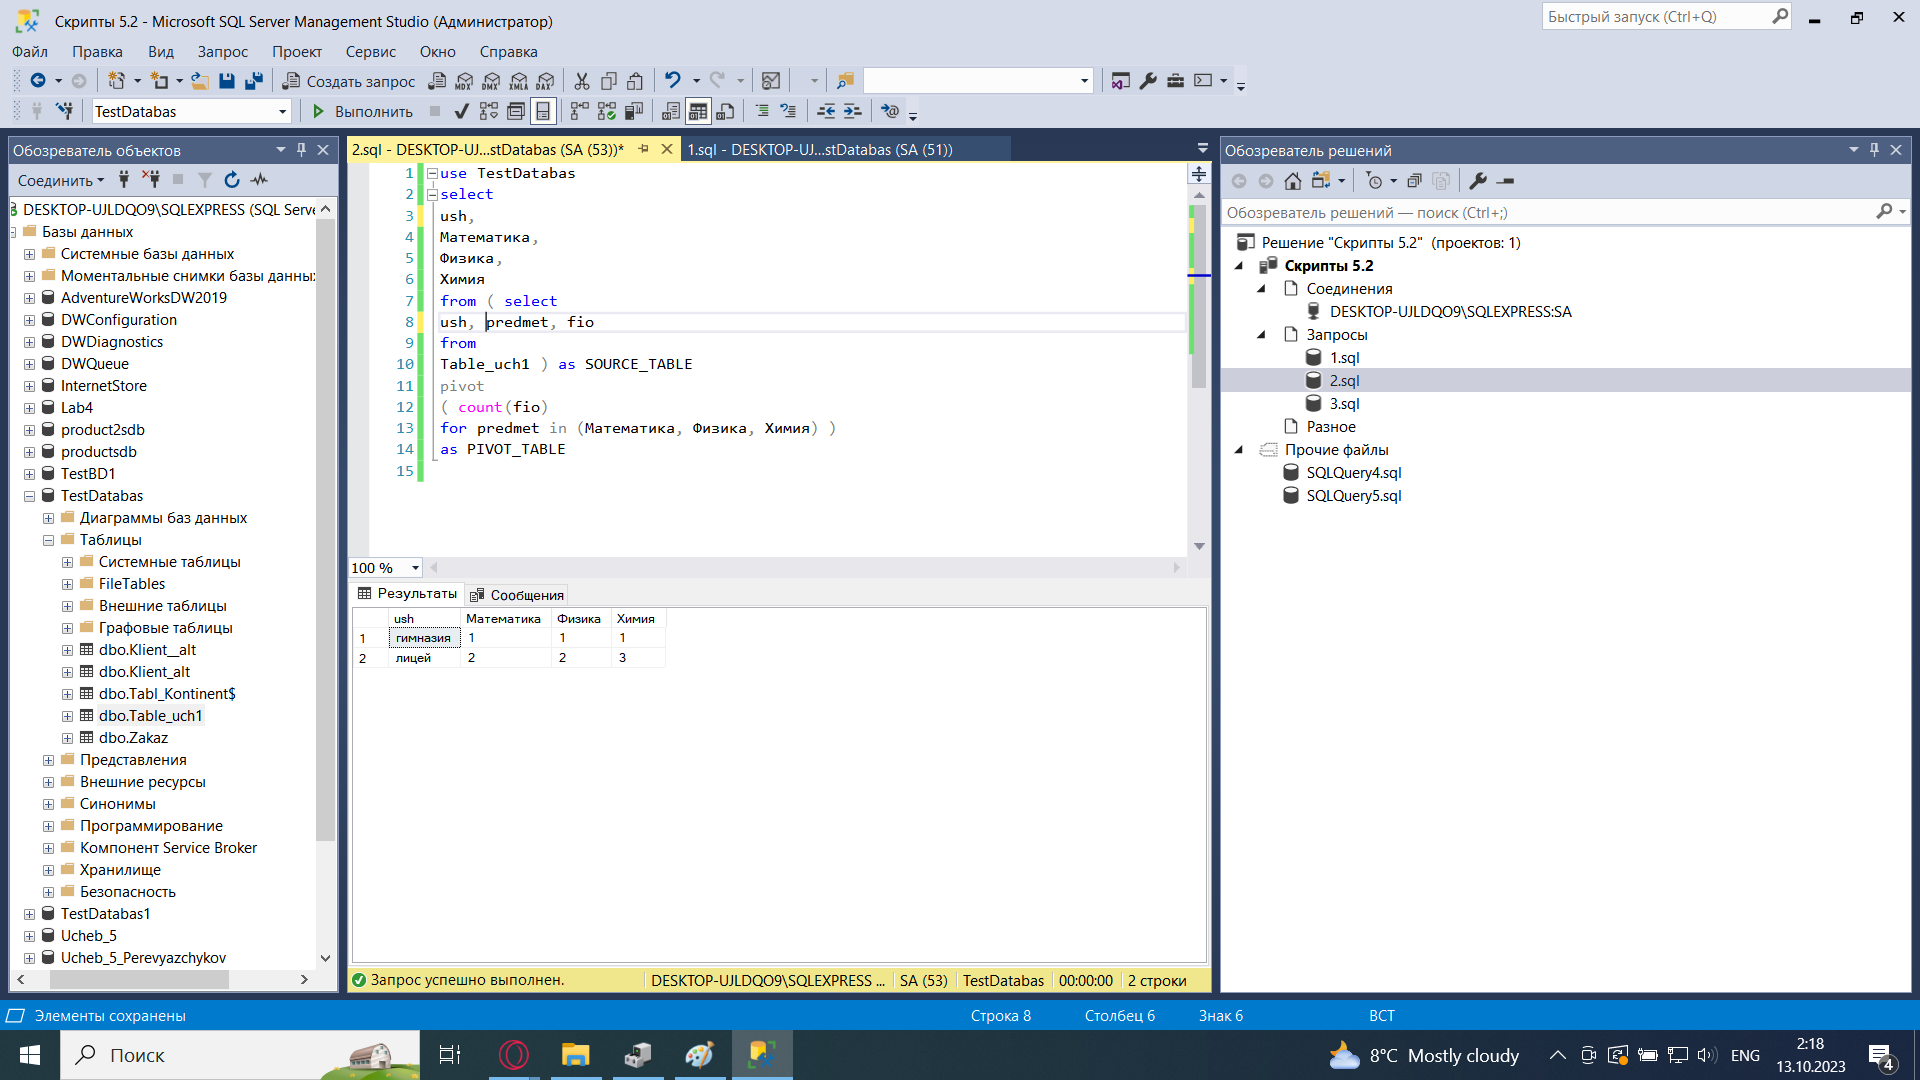 Скрипты 5.2 - Microsoft SQL Server Management Studio (Администратор)
Быстрый запуск (Ctrl+Q)
Файл Правка Вид Запрос Проект Сервис Окно Справка
Создать запрос
MDX DMX XMLA DAX
TestDatabas
Выполнить
Обозреватель объектов
Соединить
DESKTOP-UJLDQO9\SQLEXPRESS (SQL Serve
Базы данных
Системные базы данных
Моментальные снимки базы данны
AdventureWorksDW2019
DWConfiguration
DWDiagnostics
DWQueue
InternetStore
Lab4
product2sdb
productsdb
TestBD1
TestDatabas
Диаграммы баз данных
Таблицы
Системные таблицы
FileTables
Внешние таблицы
Графовые таблицы
dbo.Klient__alt
dbo.Klient_alt
dbo.Tabl_Kontinent$
dbo.Table_uch1
dbo.Zakaz
Представления
Внешние ресурсы
Синонимы
Программирование
Компонент Service Broker
Хранилище
Безопасность
TestDatabas1
Ucheb_5
Ucheb_5_Perevyazchykov
2.sql - DESKTOP-UJ...stDatabas (SA (53))*
1.sql - DESKTOP-UJ...stDatabas (SA (51))
1 use TestDatabas
2 select
3 ush,
4 Математика,
5 Физика,
6 Химия
7 from ( select
8 ush, predmet, fio
9 from
10 Table_uch1 ) as SOURCE_TABLE
11 pivot
12 ( count(fio)
13 for predmet in (Математика, Физика, Химия) )
14 as PIVOT_TABLE
15
100 %
Результаты Сообщения
ush Математика Физика Химия
1 гимназия 1 1 1
2 лицей 2 2 3
Запрос успешно выполнен.
DESKTOP-UJLDQO9\SQLEXPRESS ... SA (53) TestDatabas 00:00:00 2 строки
Обозреватель решений
Обозреватель решений — поиск (Ctrl+;)
Решение "Скрипты 5.2" (проектов: 1)
Скрипты 5.2
Соединения
DESKTOP-UJLDQO9\SQLEXPRESS:SA
Запросы
1.sql
2.sql
3.sql
Разное
Прочие файлы
SQLQuery4.sql
SQLQuery5.sql
Элементы сохранены
Строка 8 Столбец 6 Знак 6 ВСТ
Поиск
8°C Mostly cloudy
ENG
2:18
13.10.2023
4